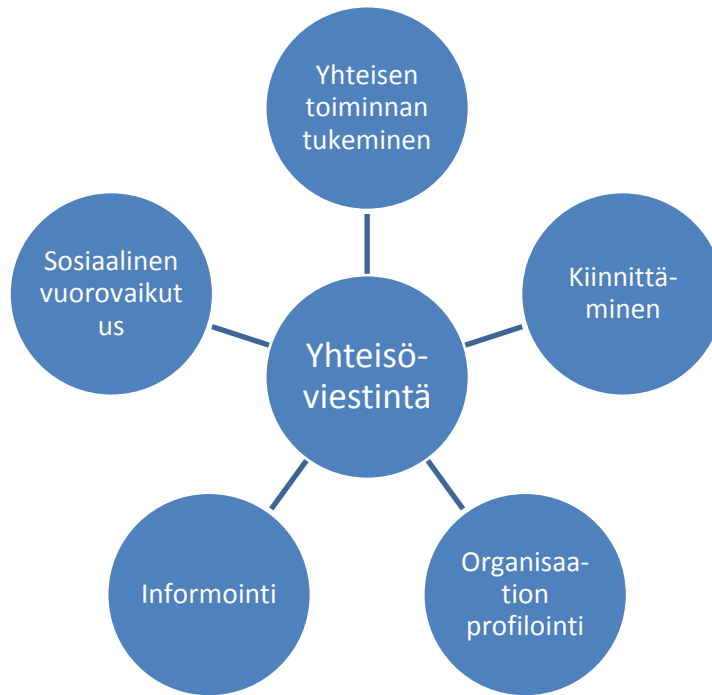 Yhteisen
toiminnan
tukeminen
Sosiaalinen
vuorovaikut
us
Kiinnittä-
minen
Yhteisö-
viestintä
Informointi
Organisaa-
tion
profilointi